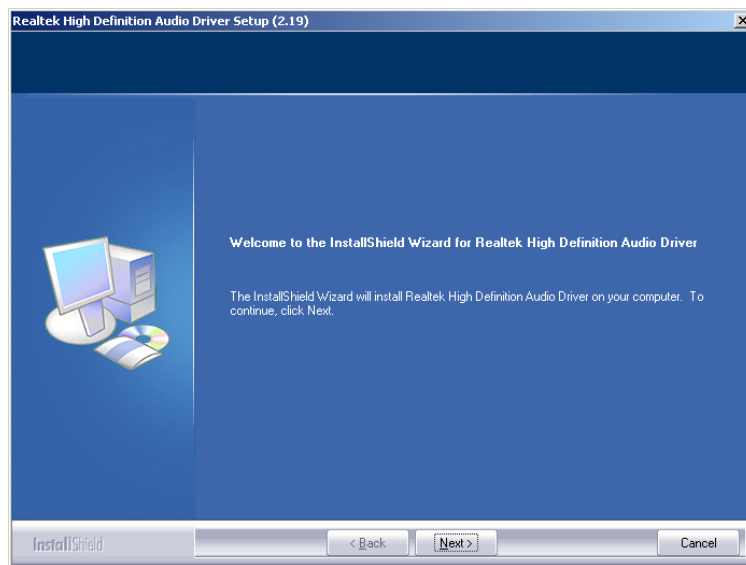 Realtek High Definition Audio Driver Setup (2.19)
Welcome to the InstallShield Wizard for Realtek High Definition Audio Driver
The InstallShield Wizard will install Realtek High Definition Audio Driver on your computer. To
continue, click Next.
InstallShield
< Back
Next >
Cancel